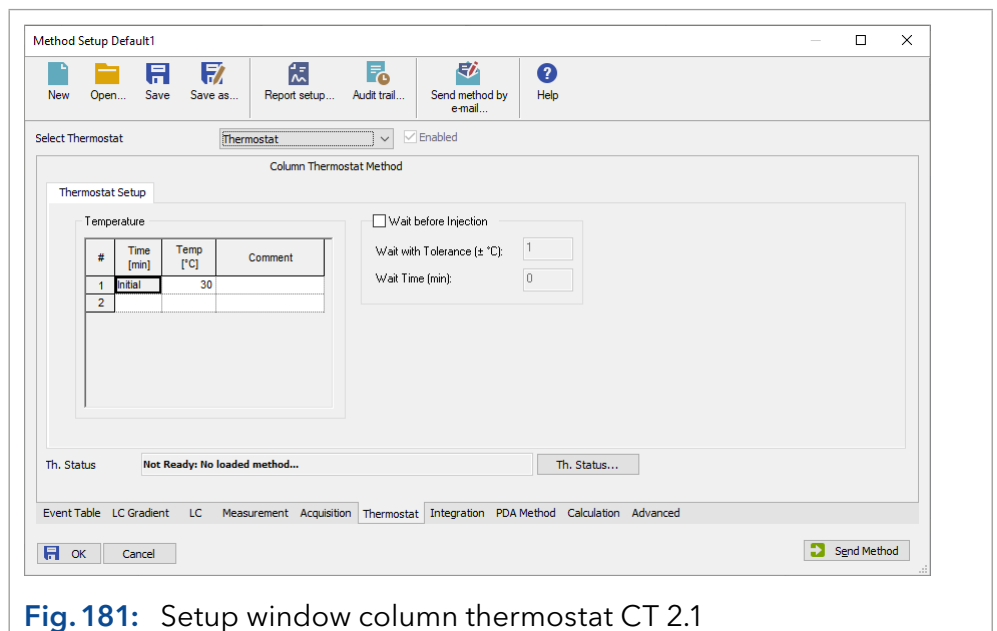 Method Setup Default1
New Open... Save Save as... Report setup... Audit trail... Send method by e-mail... Help
Select Thermostat Thermostat Enabled
Column Thermostat Method
Thermostat Setup
Temperature
# Time [min] Temp [°C] Comment
1 Initial 30
2
Wait before Injection
Wait with Tolerance (± °C): 1
Wait Time (min): 0
Th. Status Not Ready: No loaded method... Th. Status...
Event Table LC Gradient LC Measurement Acquisition Thermostat Integration PDA Method Calculation Advanced
OK Cancel Send Method
Fig. 181: Setup window column thermostat CT 2.1